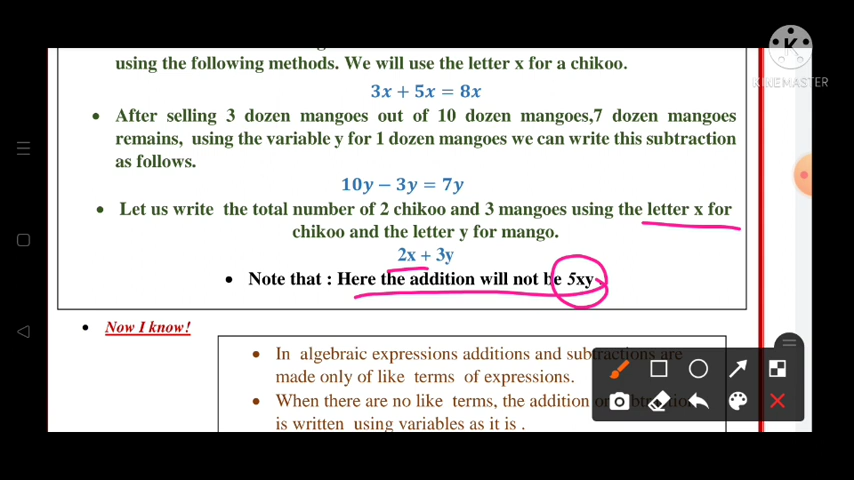 using the following methods. We will use the letter x for a chikoo.
3x + 5x = 8x
• After selling 3 dozen mangoes out of 10 dozen mangoes,7 dozen mangoes
remains, using the variable y for 1 dozen mangoes we can write this subtraction
as follows.
10y − 3y = 7y
• Let us write the total number of 2 chikoo and 3 mangoes using the letter x for
chikoo and the letter y for mango.
2x + 3y
• Note that : Here the addition will not be 5xy
• Now I know!
• In algebraic expressions additions and subtractions are
made only of like terms of expressions.
• When there are no like terms, the addition or
is written using variables as it is .
K
KINEMASTER